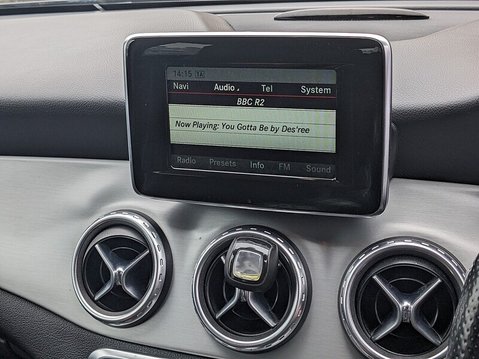 14:15 1A
Navi Audio Tel System
BBC R2
Now Playing: You Gotta Be by Des'ree
Radio Presets Info FM Sound